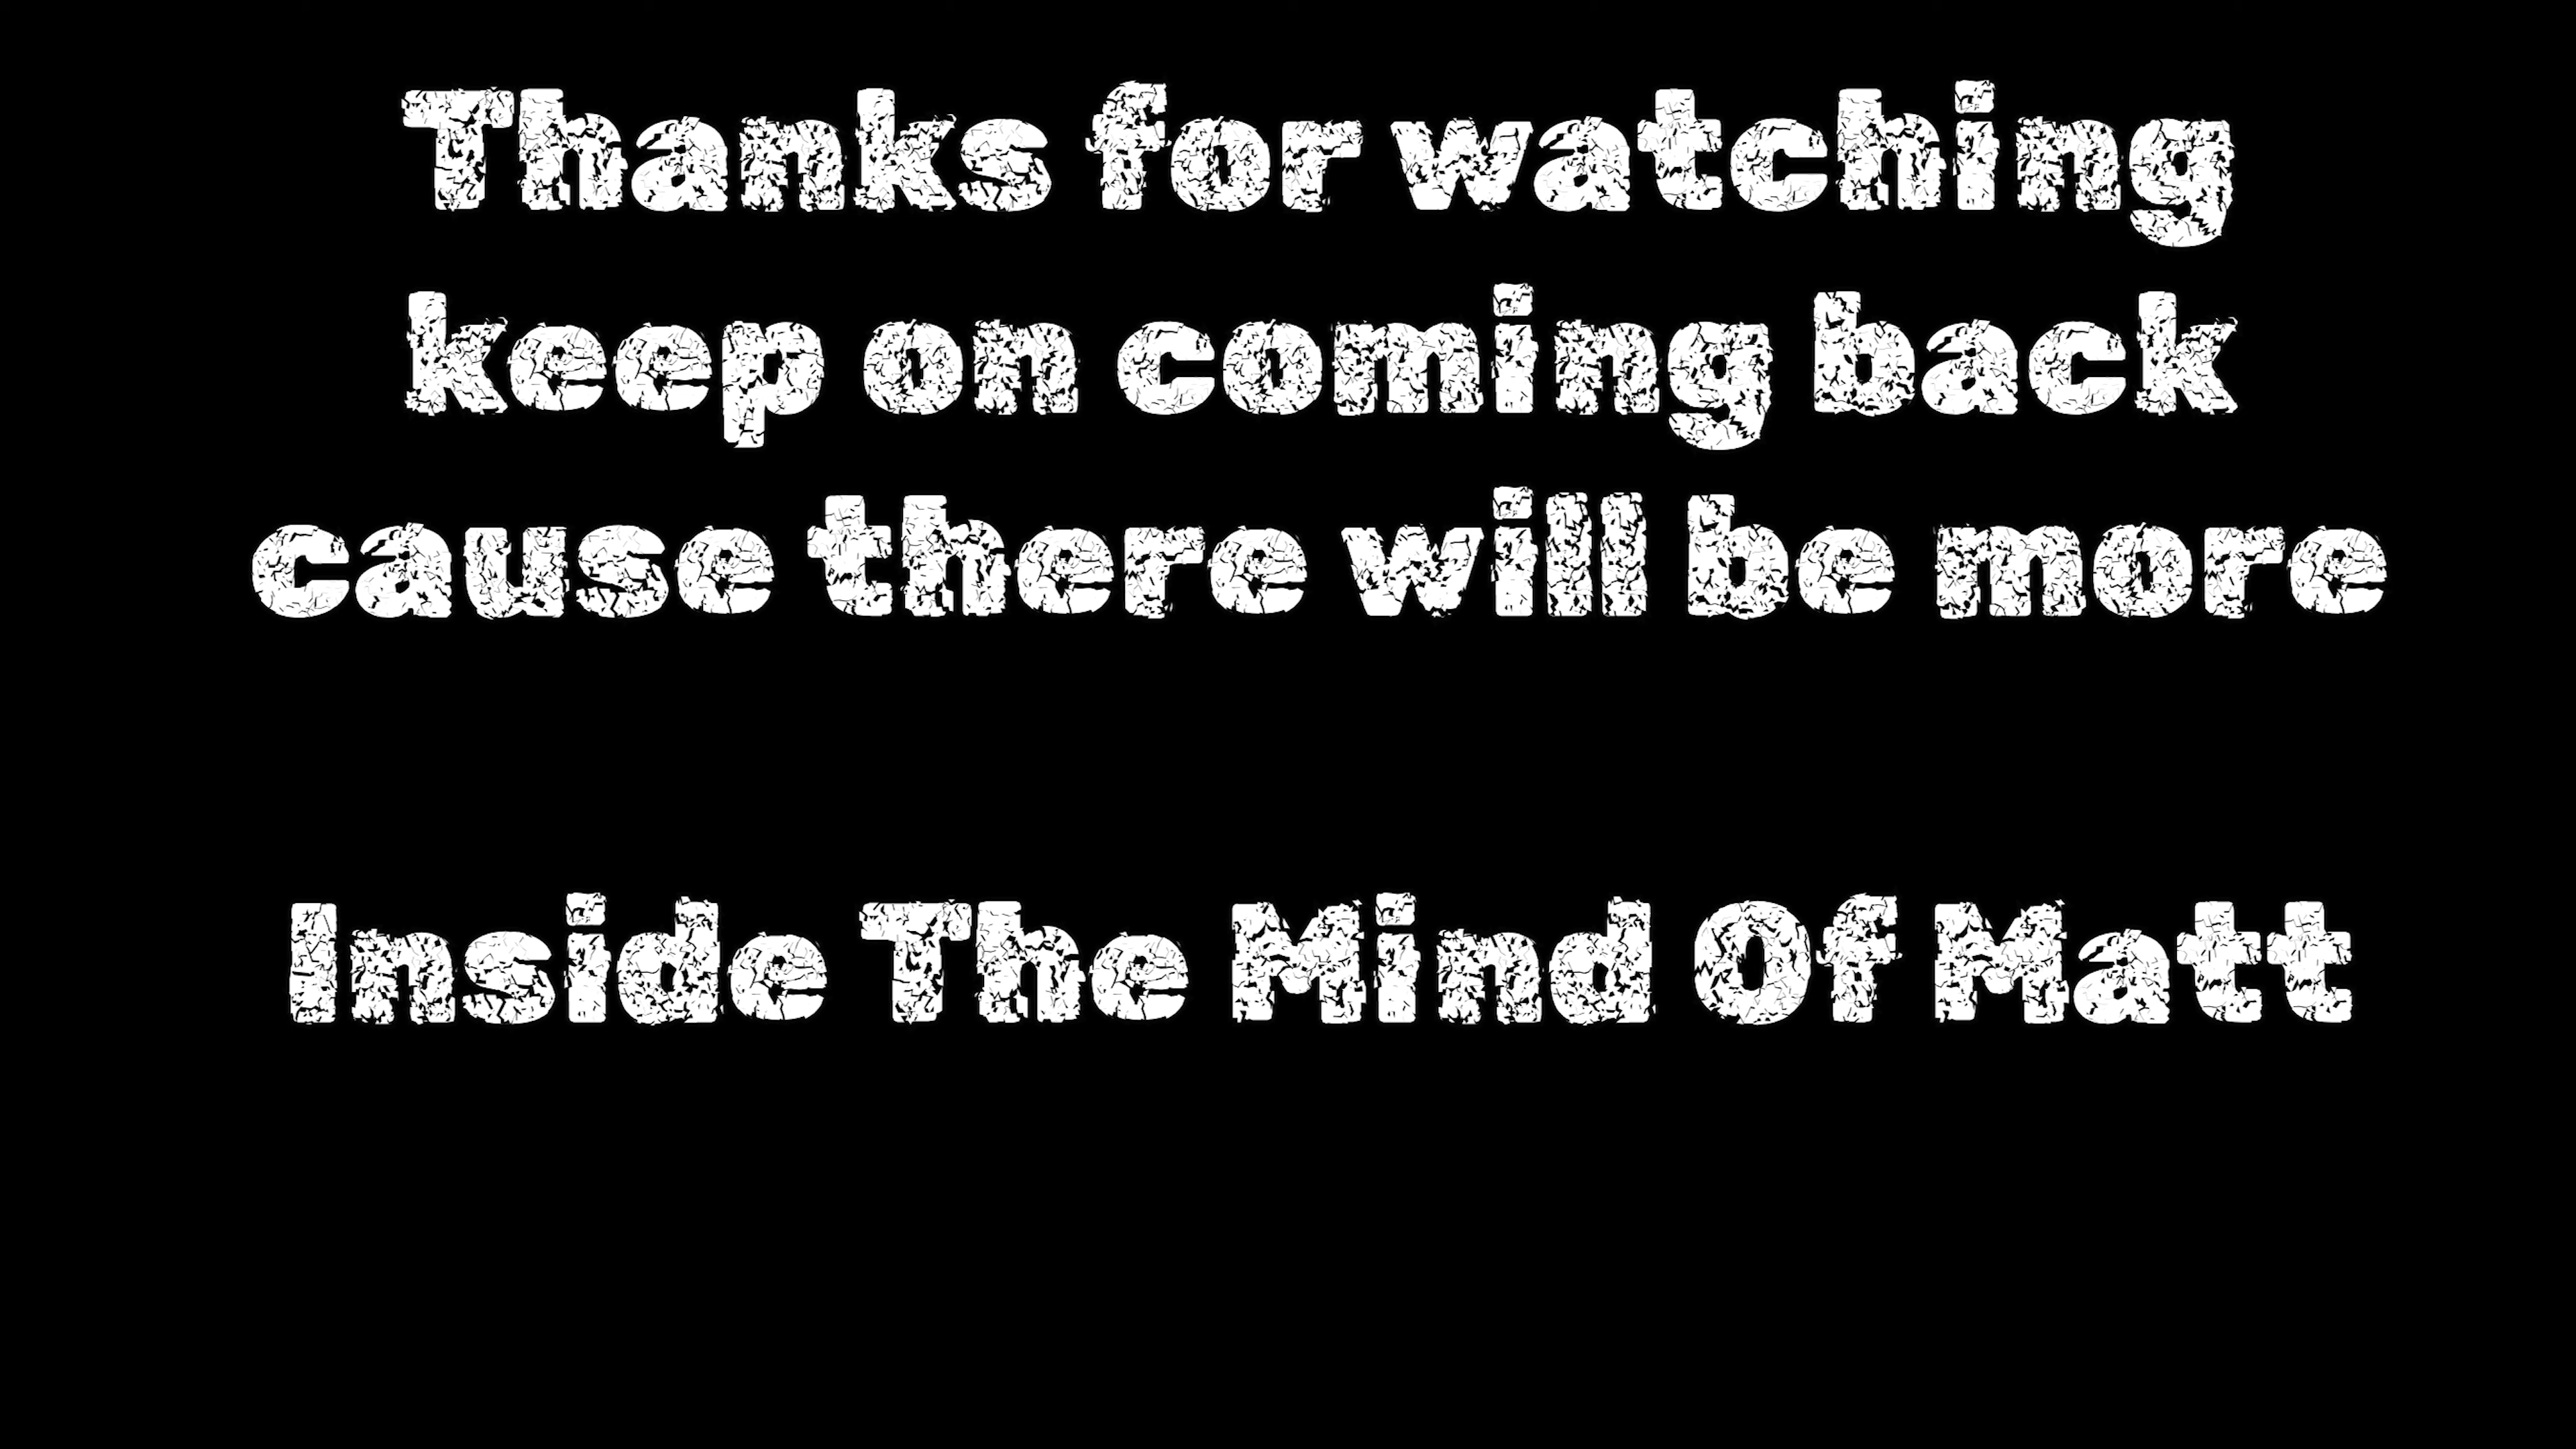 Thanks for watching
keep on coming back
cause there will be more
Inside The Mind Of Matt